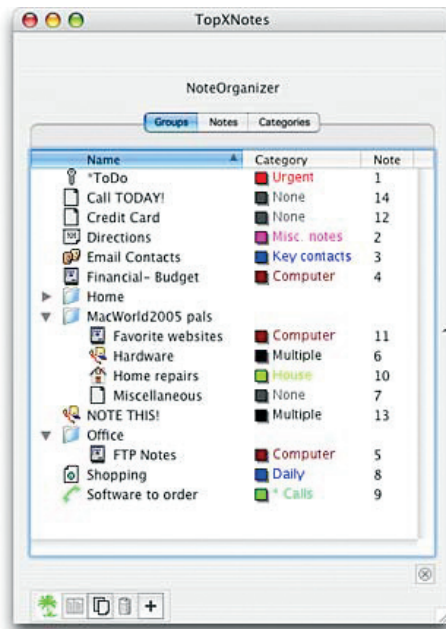 TopXNotes
NoteOrganizer
Groups Notes Categories
Name Category Note
*ToDo Urgent 1
Call TODAY! None 14
Credit Card None 12
Directions Misc. notes 2
Email Contacts Key contacts 3
Financial- Budget Computer 4
Home
MacWorld2005 pals
Favorite websites Computer 11
Hardware Multiple 6
Home repairs House 10
Miscellaneous None 7
NOTE THIS! Multiple 13
Office
FTP Notes Computer 5
Shopping Daily 8
Software to order * Calls 9